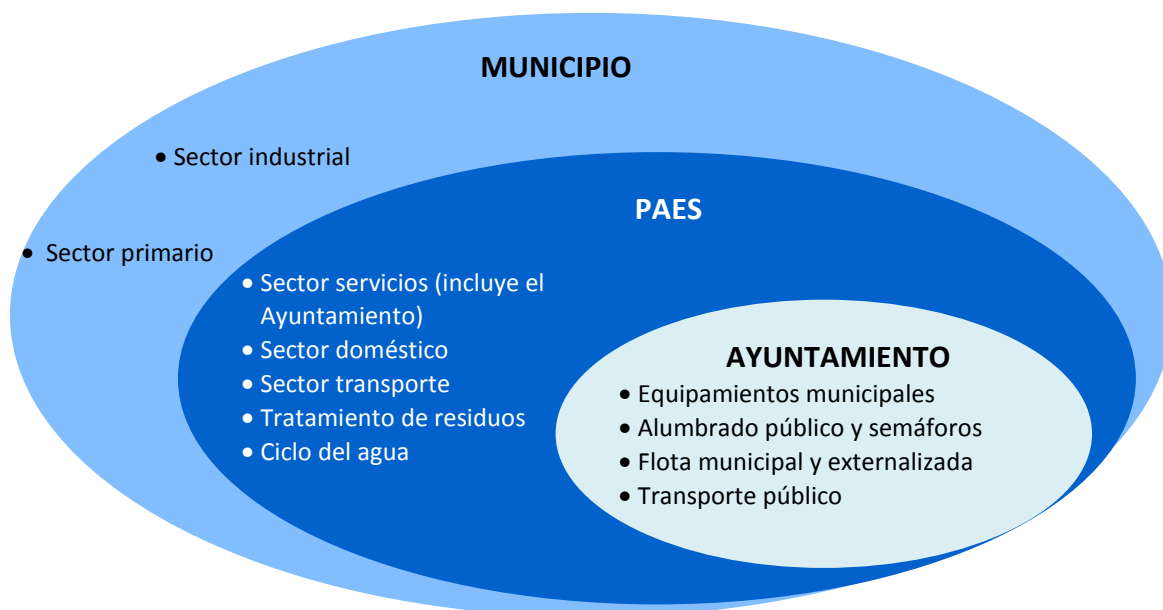 MUNICIPIO
• Sector industrial
• Sector primario
PAES
• Sector servicios (incluye el
Ayuntamiento)
• Sector doméstico
• Sector transporte
• Tratamiento de residuos
• Ciclo del agua
AYUNTAMIENTO
• Equipamientos municipales
• Alumbrado público y semáforos
• Flota municipal y externalizada
• Transporte público